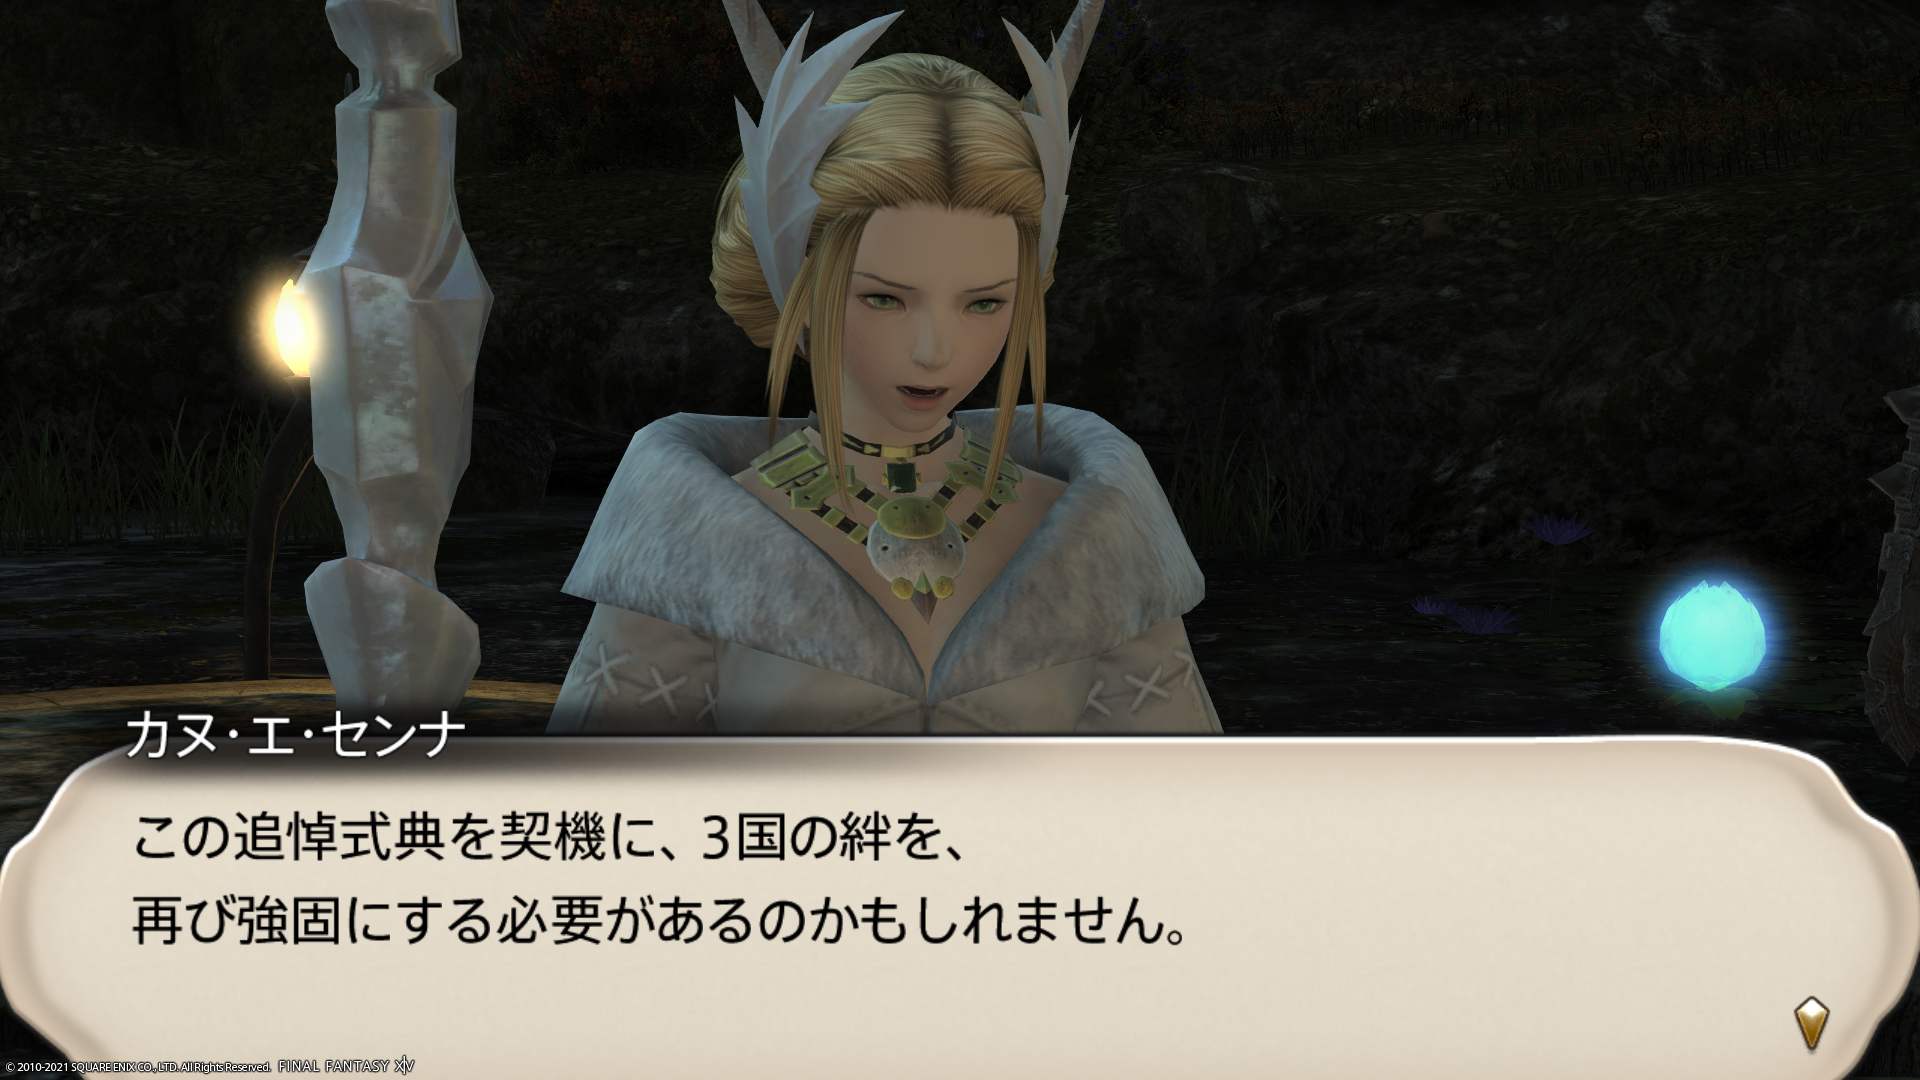 カヌ・エ・センナ
この追悼式典を契機に、3国の絆を、
再び強固にする必要があるのかもしれません。
© 2010-2021 SQUARE ENIX CO., LTD. All Rights Reserved. FINAL FANTASY XIV